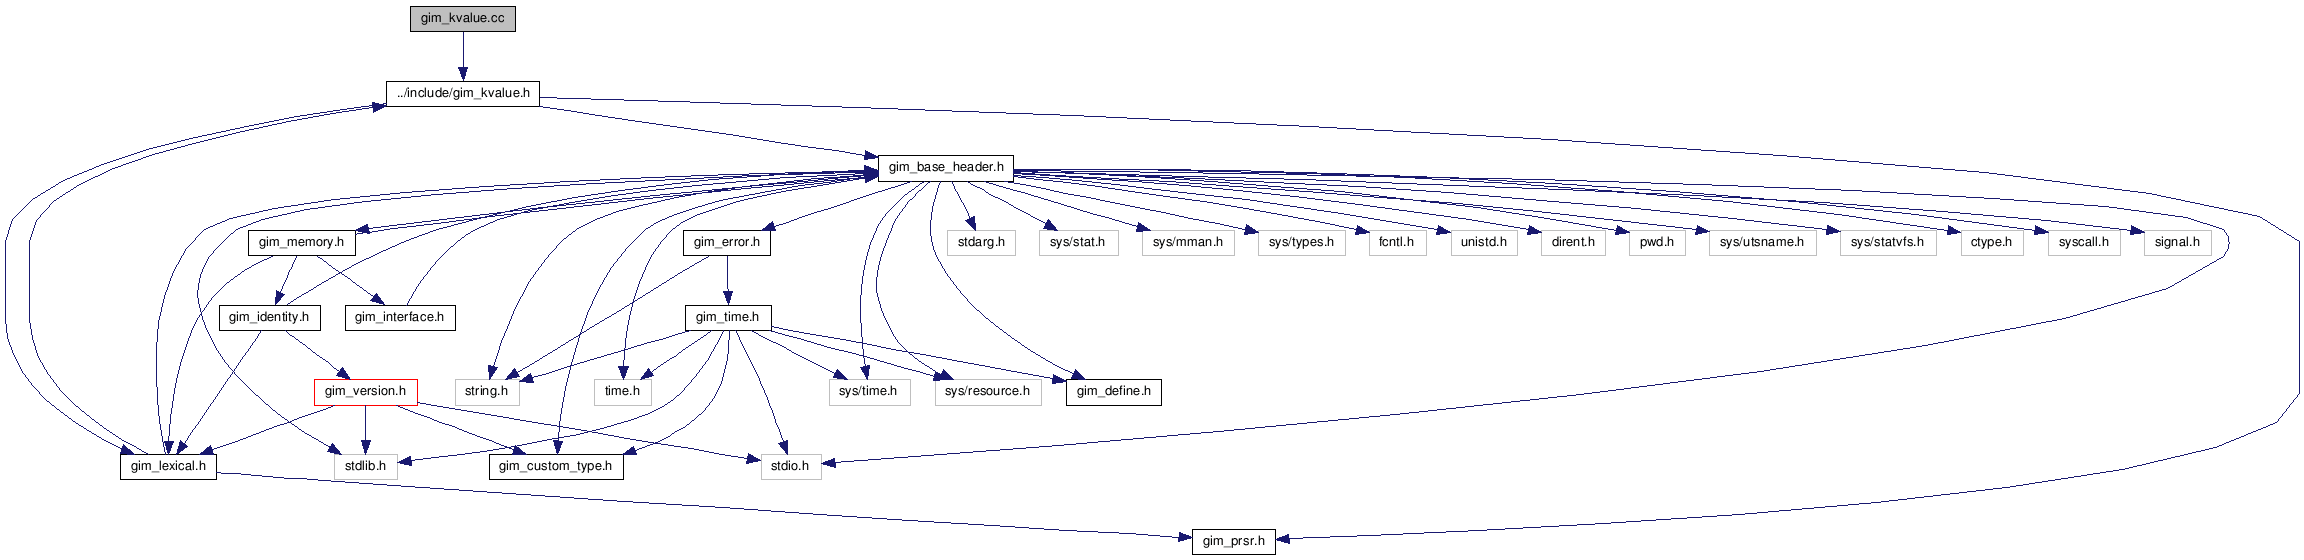 gim_kvalue.cc
../include/gim_kvalue.h
gim_base_header.h
gim_memory.h
gim_error.h
stdarg.h
sys/stat.h
sys/mman.h
sys/types.h
fcntl.h
unistd.h
dirent.h
pwd.h
sys/utsname.h
sys/statvfs.h
ctype.h
syscall.h
signal.h
gim_identity.h
gim_interface.h
gim_time.h
gim_version.h
string.h
time.h
sys/time.h
sys/resource.h
gim_define.h
gim_lexical.h
stdlib.h
gim_custom_type.h
stdio.h
gim_prsr.h